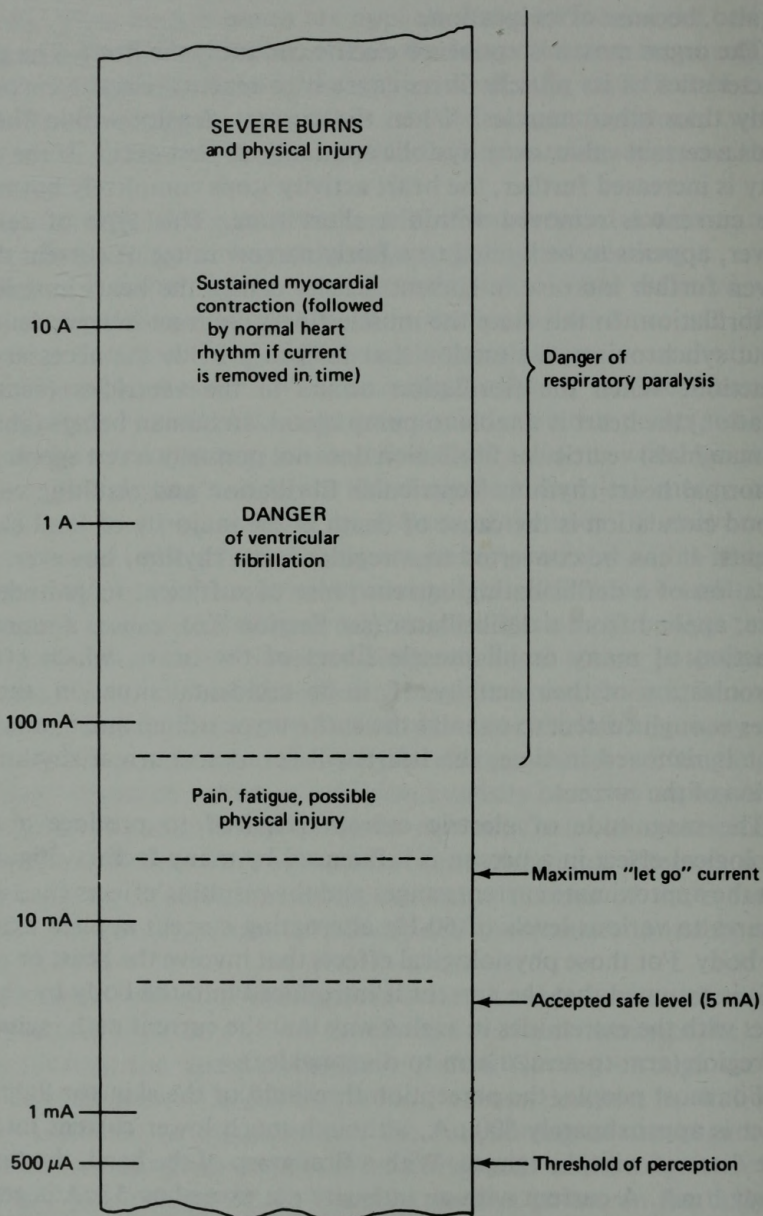 SEVERE BURNS
and physical injury
Sustained myocardial
contraction (followed
by normal heart
rhythm if current
is removed in time)
10 A
Danger of
respiratory paralysis
1 A
DANGER
of ventricular
fibrillation
100 mA
Pain, fatigue, possible
physical injury
Maximum "let go" current
10 mA
Accepted safe level (5 mA)
1 mA
500 μA
Threshold of perception